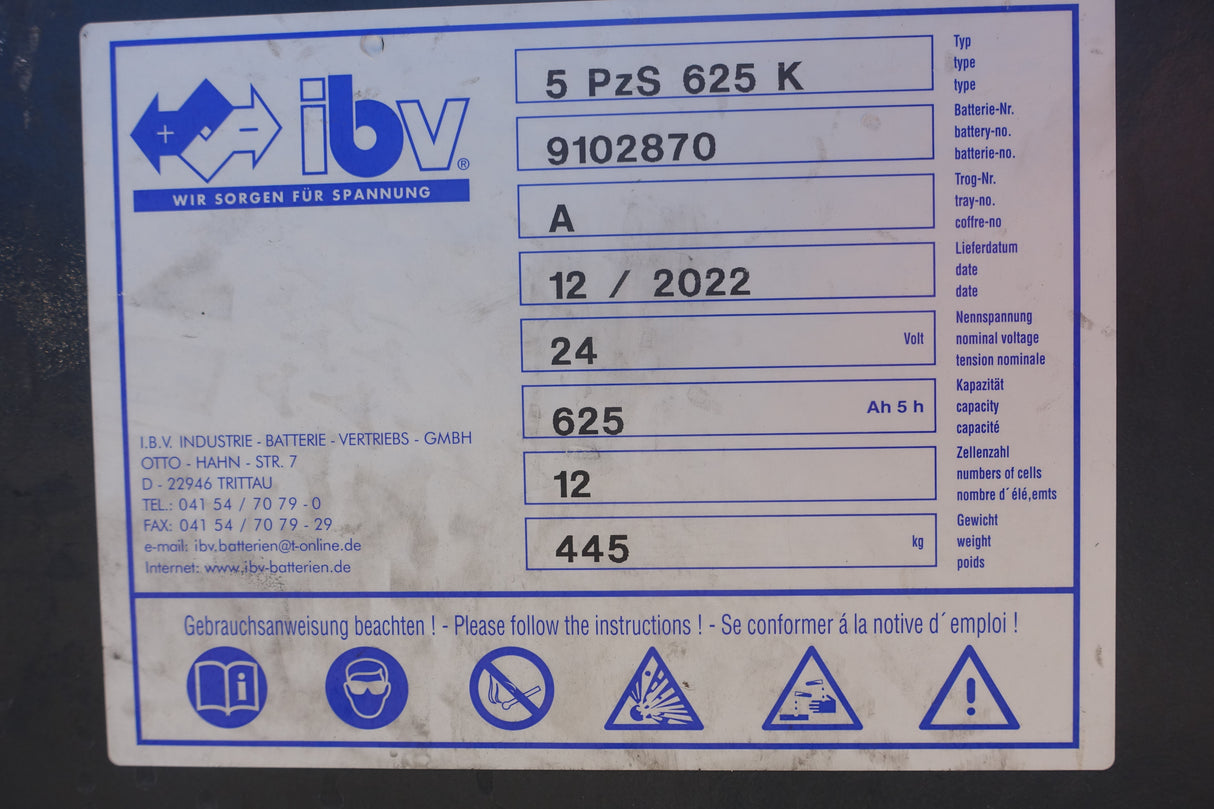 ibv®
WIR SORGEN FÜR SPANNUNG
I.B.V. INDUSTRIE - BATTERIE - VERTRIEBS - GMBH
OTTO - HAHN - STR. 7
D - 22946 TRITTAU
TEL.: 041 54 / 70 79 - 0
FAX: 041 54 / 70 79 - 29
e-mail: ibv.batterien@t-online.de
Internet: www.ibv-batterien.de
5 PzS 625 K
Typ
type
type
9102870
Batterie-Nr.
battery-no.
batterie-no.
A
Trog-Nr.
tray-no.
coffre-no
12 / 2022
Lieferdatum
date
date
24 Volt
Nennspannung
nominal voltage
tension nominale
625 Ah 5 h
Kapazität
capacity
capacité
12
Zellenzahl
numbers of cells
nombre d´élé,emts
445 kg
Gewicht
weight
poids
Gebrauchsanweisung beachten ! - Please follow the instructions ! - Se conformer á la notive d´ emploi !